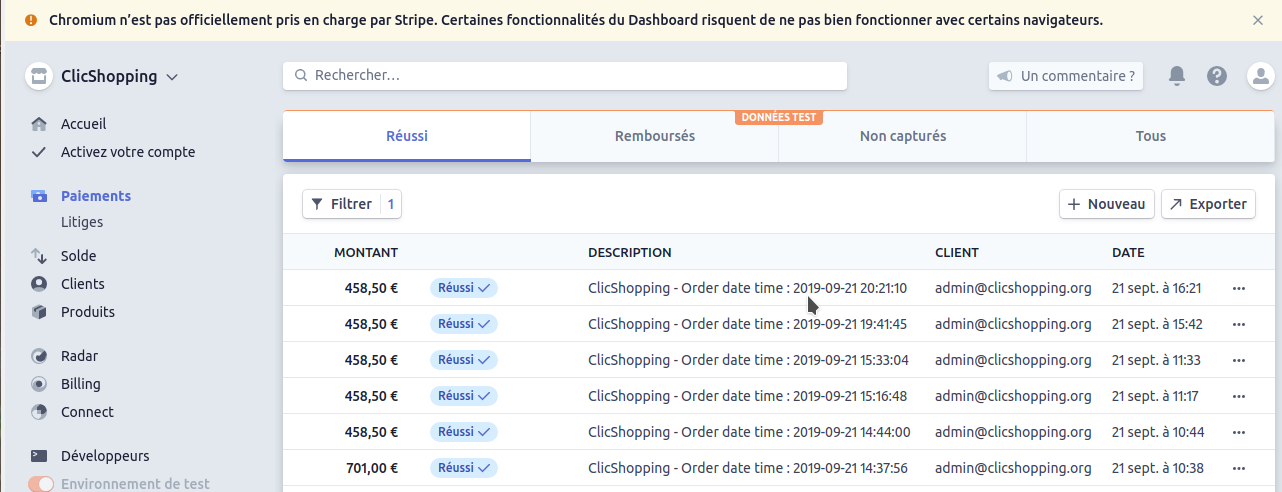 Chromium n'est pas officiellement pris en charge par Stripe. Certaines fonctionnalités du Dashboard risquent de ne pas bien fonctionner avec certains navigateurs.
ClicShopping
Rechercher…
Un commentaire ?
Accueil
Activez votre compte
Paiements
Litiges
Solde
Clients
Produits
Radar
Billing
Connect
Développeurs
Environnement de test
DONNÉES TEST
Réussi Remboursés Non capturés Tous
Filtrer 1 Nouveau Exporter
MONTANT DESCRIPTION CLIENT DATE
458,50 € Réussi ClicShopping - Order date time : 2019-09-21 20:21:10 admin@clicshopping.org 21 sept. à 16:21
458,50 € Réussi ClicShopping - Order date time : 2019-09-21 19:41:45 admin@clicshopping.org 21 sept. à 15:42
458,50 € Réussi ClicShopping - Order date time : 2019-09-21 15:33:04 admin@clicshopping.org 21 sept. à 11:33
458,50 € Réussi ClicShopping - Order date time : 2019-09-21 15:16:48 admin@clicshopping.org 21 sept. à 11:17
458,50 € Réussi ClicShopping - Order date time : 2019-09-21 14:44:00 admin@clicshopping.org 21 sept. à 10:44
701,00 € Réussi ClicShopping - Order date time : 2019-09-21 14:37:56 admin@clicshopping.org 21 sept. à 10:38